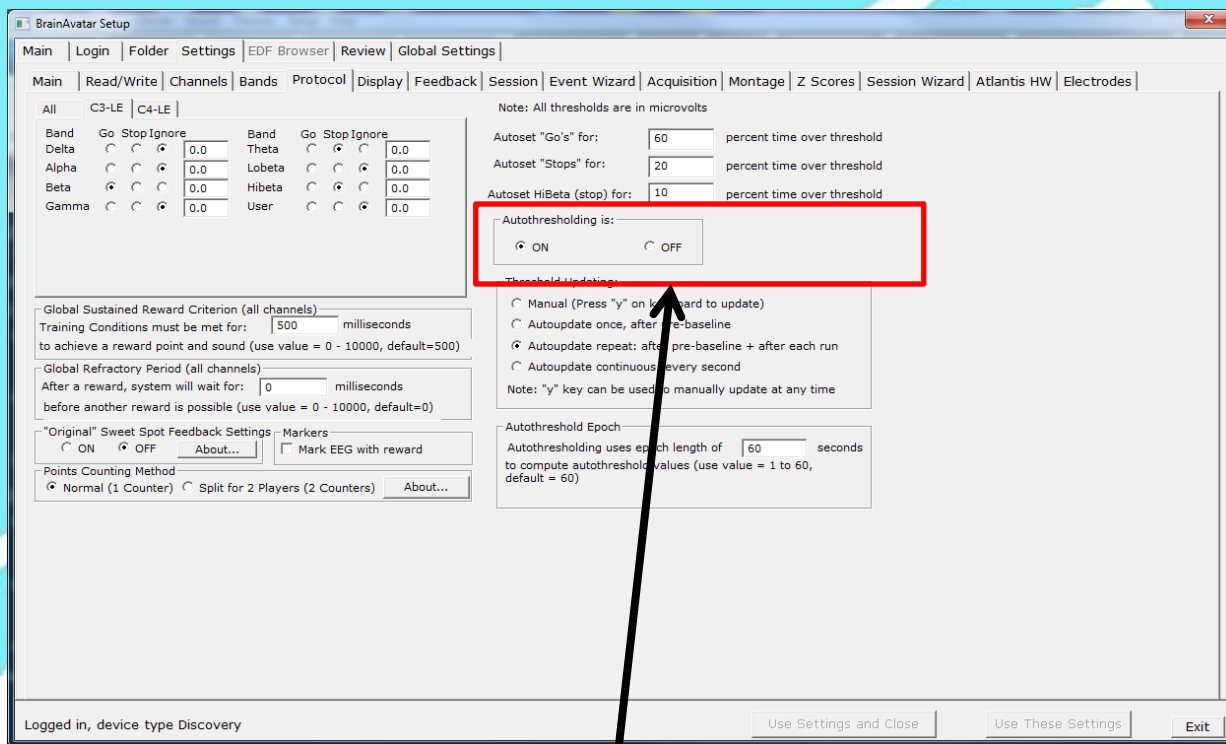 BrainAvatar Setup
Main Login Folder Settings EDF Browser Review Global Settings
Main Read/Write Channels Bands Protocol Display Feedback Session Event Wizard Acquisition Montage Z Scores Session Wizard Atlantis HW Electrodes
All C3-LE C4-LE
Band Go Stop Ignore Band Go Stop Ignore
Delta 0.0 Theta 0.0
Alpha 0.0 Lobeta 0.0
Beta 0.0 Hibeta 0.0
Gamma 0.0 User 0.0
Global Sustained Reward Criterion (all channels)
Training Conditions must be met for: 500 milliseconds
to achieve a reward point and sound (use value = 0 - 10000, default=500)
Global Refractory Period (all channels)
After a reward, system will wait for: 0 milliseconds
before another reward is possible (use value = 0 - 10000, default=0)
"Original" Sweet Spot Feedback Settings
ON OFF About...
Markers
Mark EEG with reward
Points Counting Method
Normal (1 Counter) Split for 2 Players (2 Counters) About...
Note: All thresholds are in microvolts
Autoset "Go's" for: 60 percent time over threshold
Autoset "Stops" for: 20 percent time over threshold
Autoset HiBeta (stop) for: 10 percent time over threshold
Autothresholding is:
ON OFF
Threshold Updating:
Manual (Press "y" on keyboard to update)
Autoupdate once, after pre-baseline
Autoupdate repeat: after pre-baseline + after each run
Autoupdate continuous every second
Note: "y" key can be used to manually update at any time
Autothreshold Epoch
Autothresholding uses epoch length of 60 seconds
to compute autothreshold values (use value = 1 to 60,
default = 60)
Logged in, device type Discovery
Use Settings and Close Use These Settings Exit